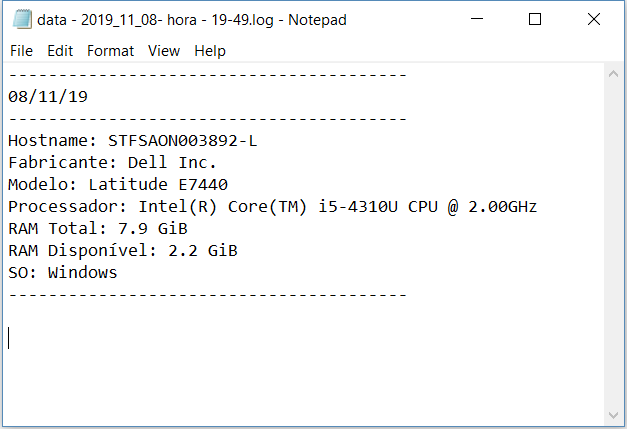 data - 2019_11_08- hora - 19-49.log - Notepad
File Edit Format View Help
----------------------------------------
08/11/19
----------------------------------------
Hostname: STFSAON003892-L
Fabricante: Dell Inc.
Modelo: Latitude E7440
Processador: Intel(R) Core(TM) i5-4310U CPU @ 2.00GHz
RAM Total: 7.9 GiB
RAM Disponível: 2.2 GiB
SO: Windows
----------------------------------------